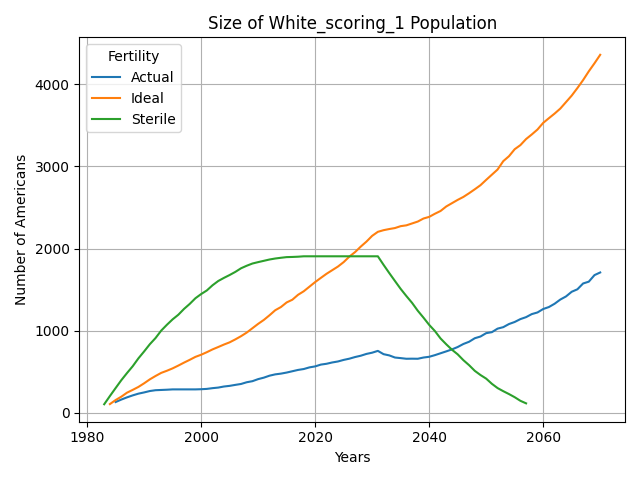 Size of White_scoring_1 Population
Fertility
Actual
Ideal
Sterile
Number of Americans
4000
3000
2000
1000
0
1980
2000
2020
2040
2060
Years